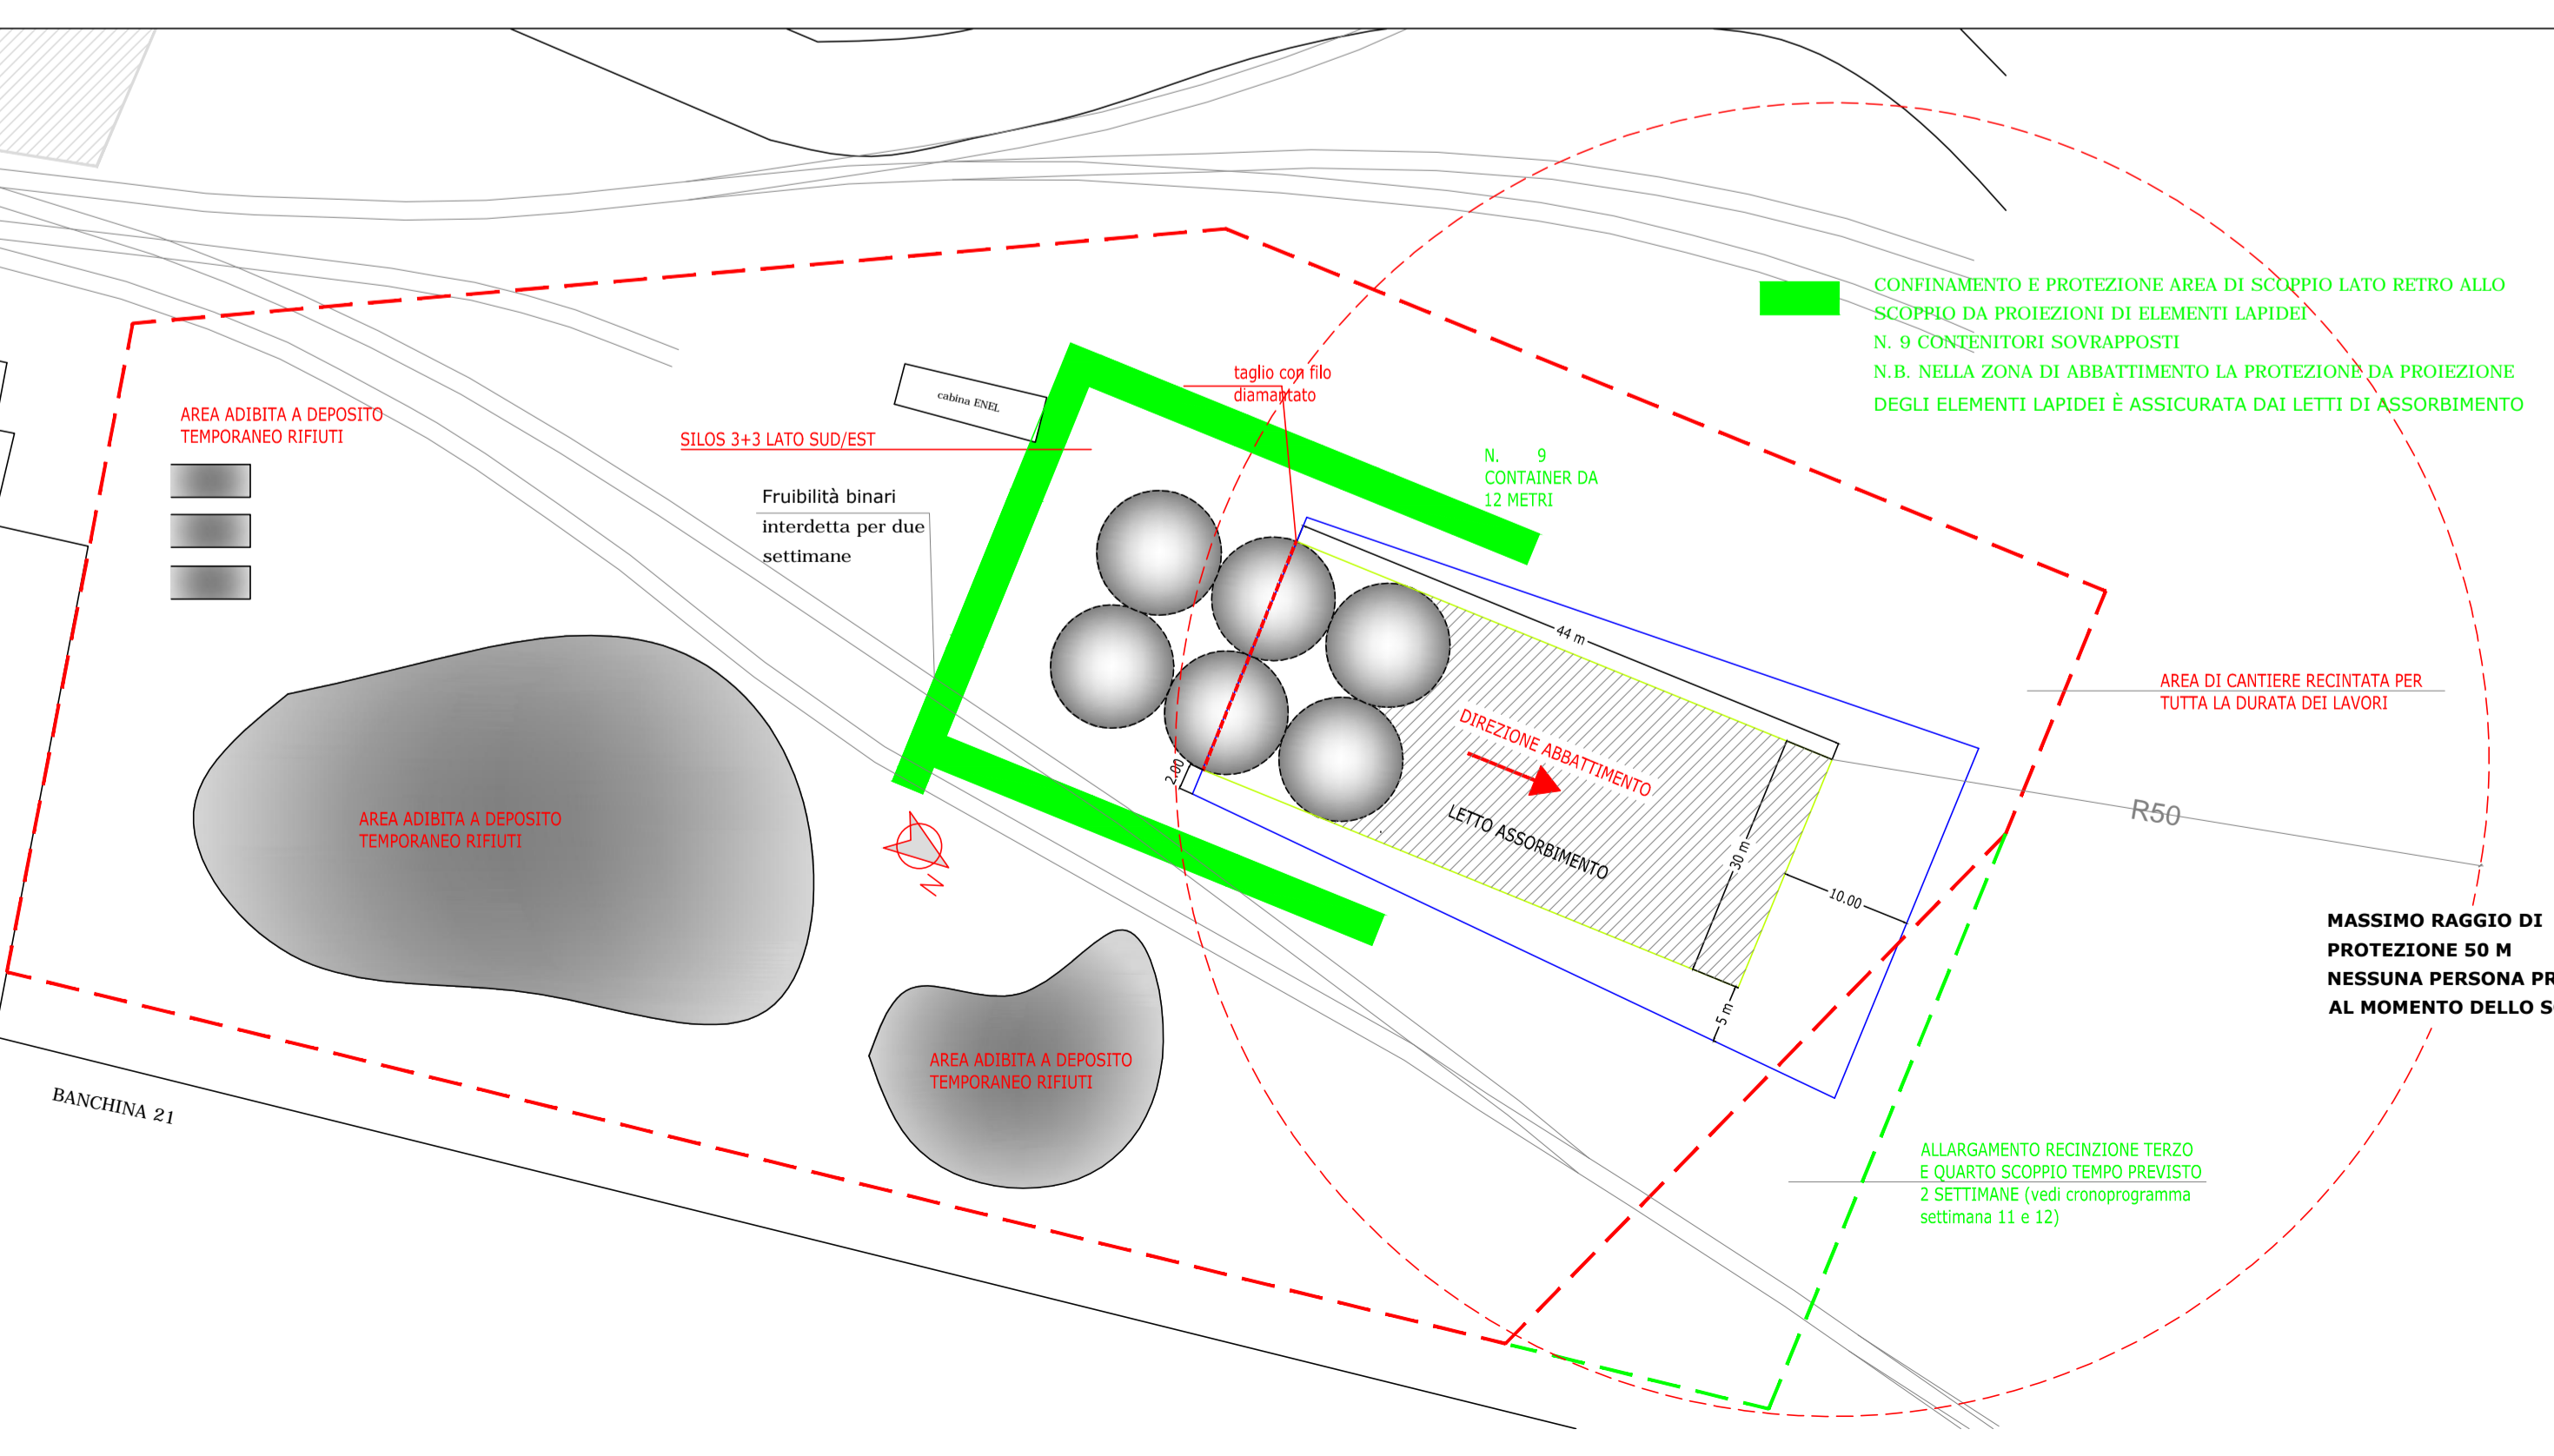 CONFINAMENTO E PROTEZIONE AREA DI SCOPPIO LATO RETRO ALLO
SCOPPIO DA PROIEZIONI DI ELEMENTI LAPIDEI
N. 9 CONTENITORI SOVRAPPOSTI
N.B. NELLA ZONA DI ABBATTIMENTO LA PROTEZIONE DA PROIEZIONE
DEGLI ELEMENTI LAPIDEI È ASSICURATA DAI LETTI DI ASSORBIMENTO
taglio con filo
diamantato
cabina ENEL
AREA ADIBITA A DEPOSITO
TEMPORANEO RIFIUTI
SILOS 3+3 LATO SUD/EST
N. 9
CONTAINER DA
12 METRI
Fruibilità binari
interdetta per due
settimane
44 m
AREA DI CANTIERE RECINTATA PER
TUTTA LA DURATA DEI LAVORI
DIREZIONE ABBATTIMENTO
2.00
LETTO ASSORBIMENTO
R50
30 m
10.00
AREA ADIBITA A DEPOSITO
TEMPORANEO RIFIUTI
N
MASSIMO RAGGIO DI
PROTEZIONE 50 M
NESSUNA PERSONA PR
AL MOMENTO DELLO S
5 m
AREA ADIBITA A DEPOSITO
TEMPORANEO RIFIUTI
BANCHINA 21
ALLARGAMENTO RECINZIONE TERZO
E QUARTO SCOPPIO TEMPO PREVISTO
2 SETTIMANE (vedi cronoprogramma
settimana 11 e 12)